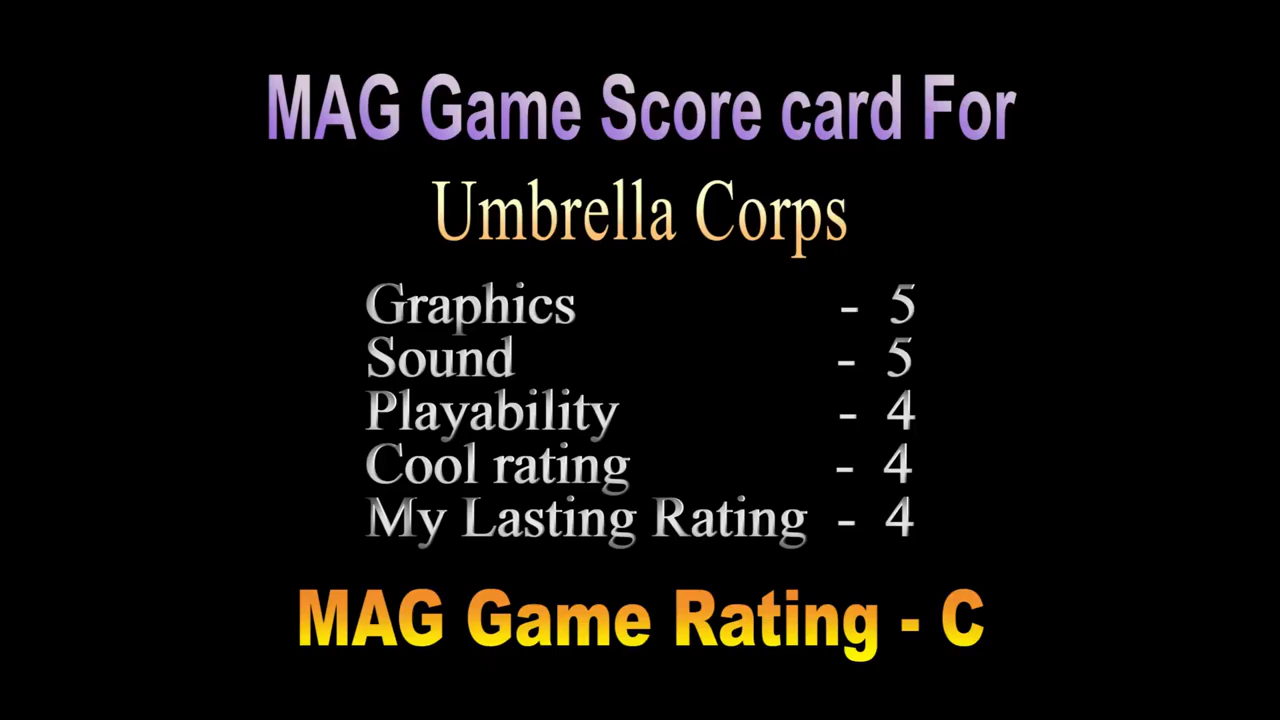 MAG Game Score card For
Umbrella Corps
Graphics - 5
Sound - 5
Playability - 4
Cool rating - 4
My Lasting Rating - 4
MAG Game Rating - C